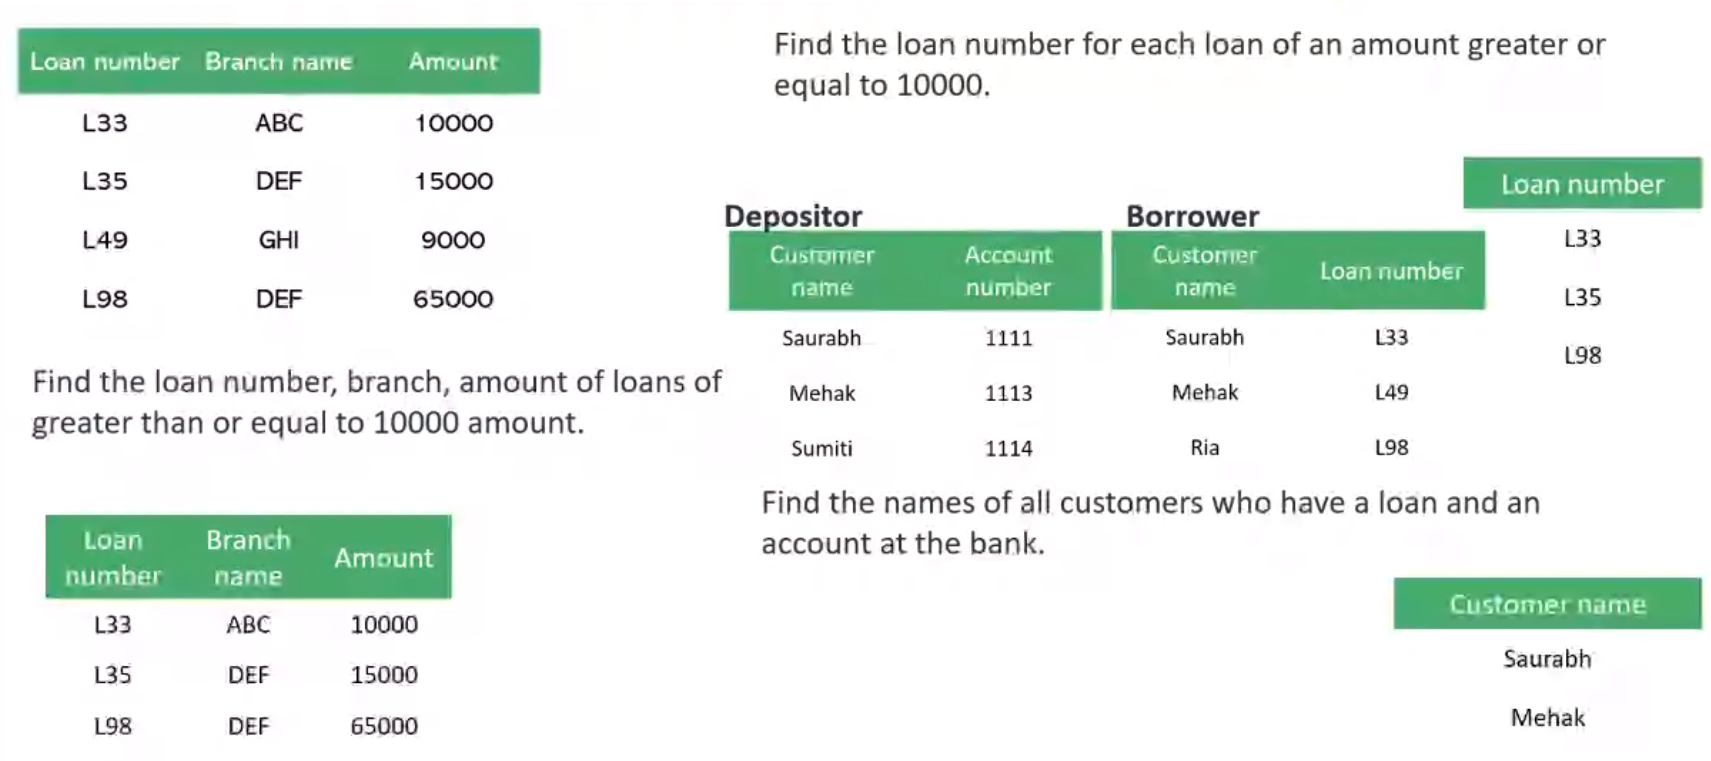 Loan number Branch name Amount
L33 ABC 10000
L35 DEF 15000
L49 GHI 9000
L98 DEF 65000
Find the loan number, branch, amount of loans of
greater than or equal to 10000 amount.
Loan number Branch name Amount
L33 ABC 10000
L35 DEF 15000
L98 DEF 65000
Find the loan number for each loan of an amount greater or
equal to 10000.
Loan number
L33
L35
L98
Depositor
Customer name Account number
Saurabh 1111
Mehak 1113
Sumiti 1114
Borrower
Customer name Loan number
Saurabh L33
Mehak L49
Ria L98
Find the names of all customers who have a loan and an
account at the bank.
Customer name
Saurabh
Mehak